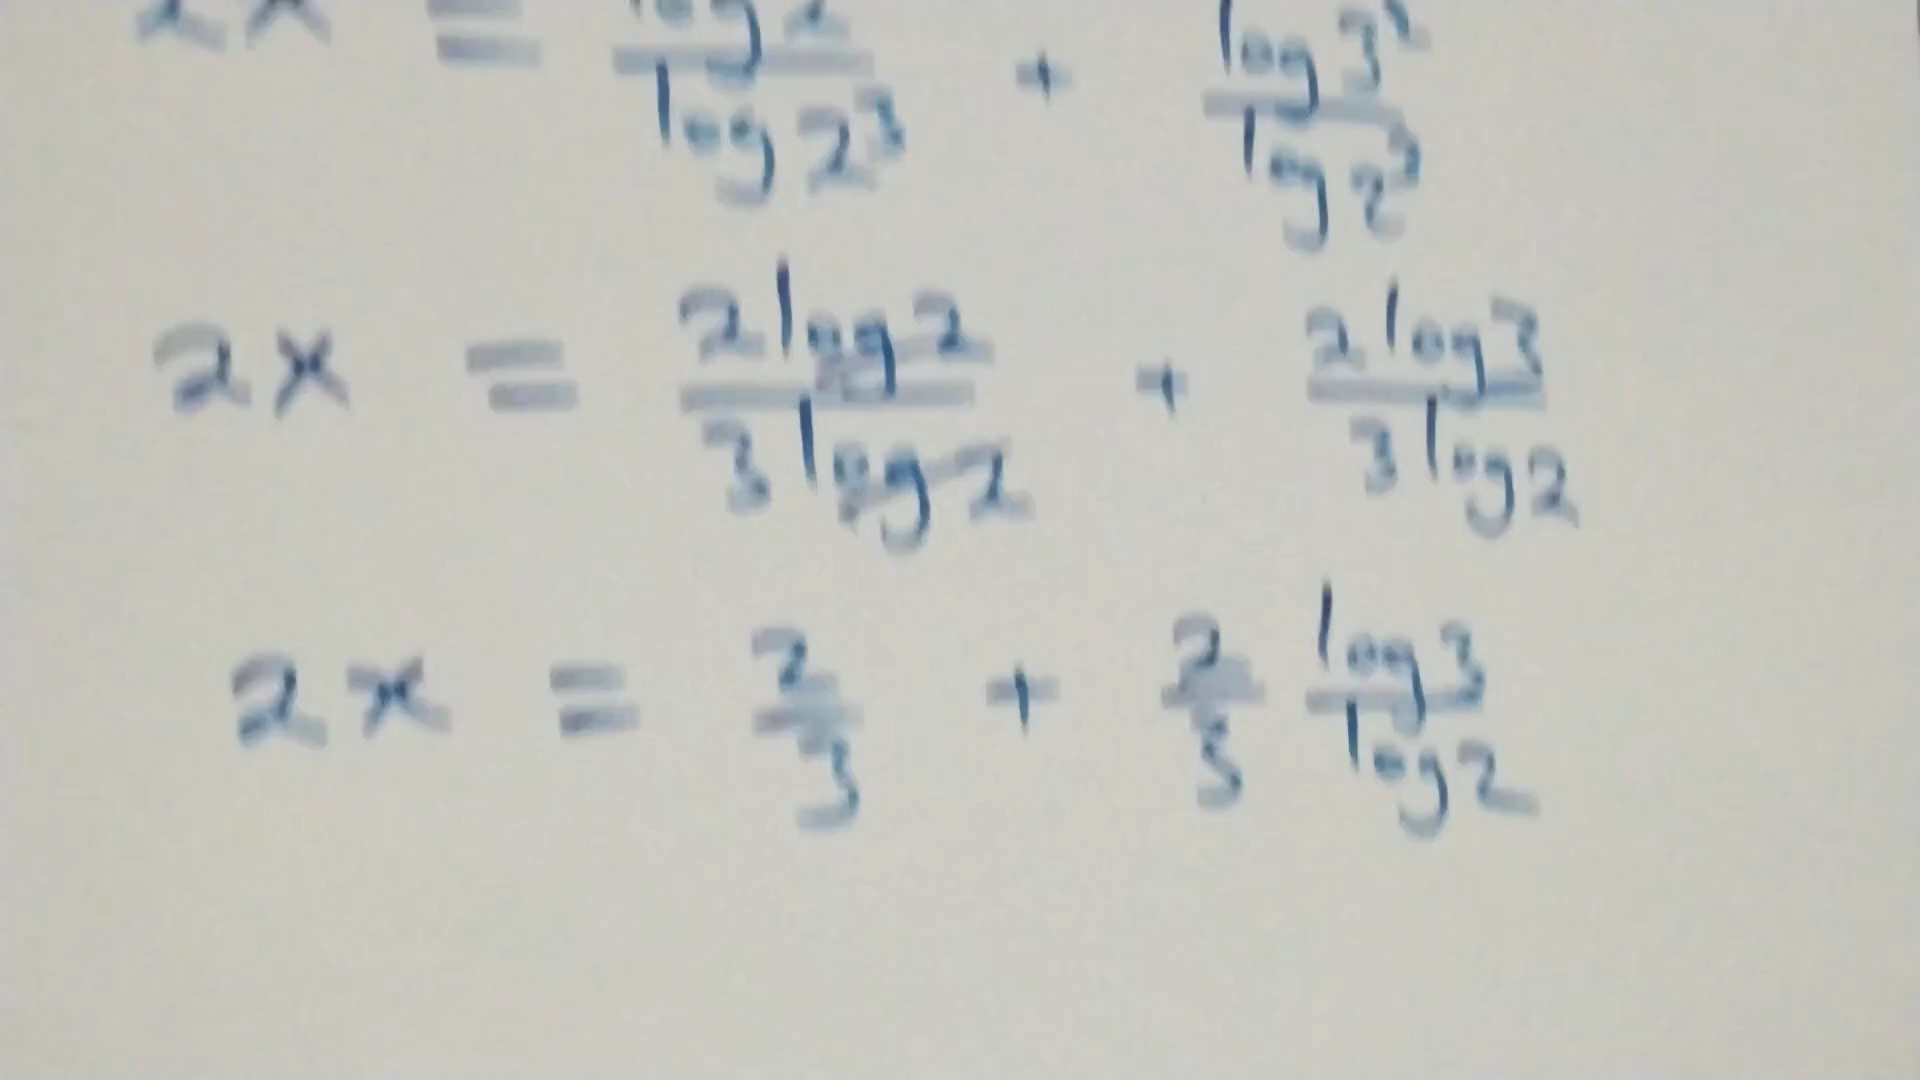 2x = log 2 / log 2³ + log 3² / log 2³
2x = 2 log 2 / 3 log 2 + 2 log 3 / 3 log 2
2x = 2/3 + 2/3 log 3 / log 2